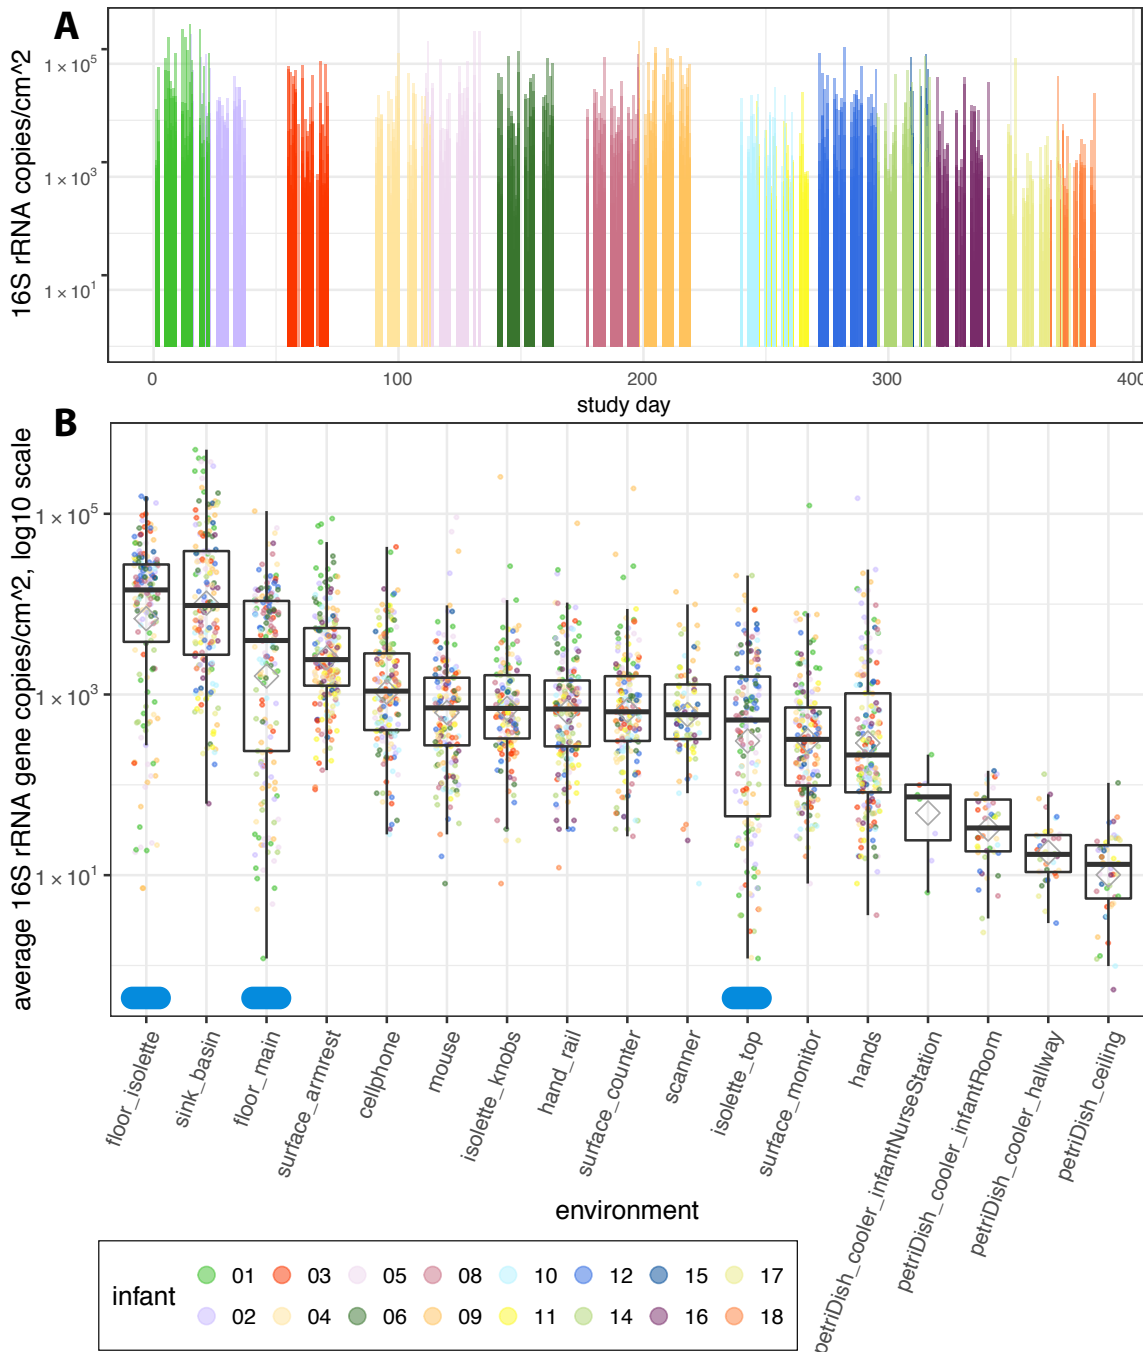 A
16S rRNA copies/cm^2
1 × 10^5
1 × 10^3
1 × 10^1
0
100
200
300
400
study day
B
average 16S rRNA gene copies/cm^2, log10 scale
1 × 10^5
1 × 10^3
1 × 10^1
floor_isolette
sink_basin
floor_main
surface_armrest
cellphone
mouse
isolette_knobs
hand_rail
surface_counter
scanner
isolette_top
surface_monitor
hands
petriDish_cooler_infantNurseStation
petriDish_cooler_infantRoom
petriDish_cooler_hallway
petriDish_ceiling
environment
infant
01 03 05 08 10 12 15 17
02 04 06 09 11 14 16 18